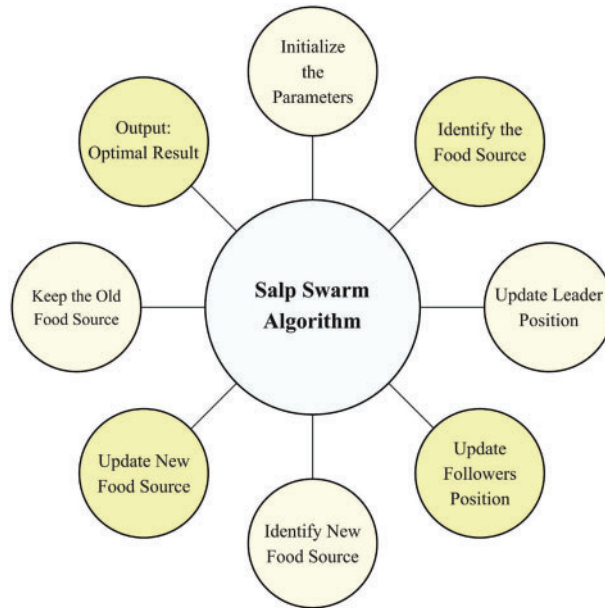 Initialize
the
Parameters
Identify the
Food Source
Update Leader
Position
Update
Followers
Position
Identify New
Food Source
Update New
Food Source
Keep the Old
Food Source
Output:
Optimal Result
Salp Swarm
Algorithm